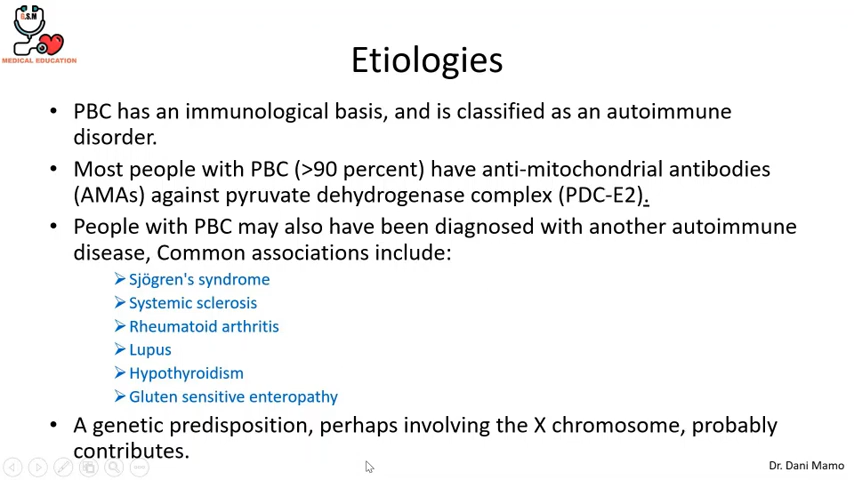 B.S.M
MEDICAL EDUCATION
Etiologies
• PBC has an immunological basis, and is classified as an autoimmune
disorder.
• Most people with PBC (>90 percent) have anti-mitochondrial antibodies
(AMAs) against pyruvate dehydrogenase complex (PDC-E2).
• People with PBC may also have been diagnosed with another autoimmune
disease, Common associations include:
➢ Sjögren's syndrome
➢ Systemic sclerosis
➢ Rheumatoid arthritis
➢ Lupus
➢ Hypothyroidism
➢ Gluten sensitive enteropathy
• A genetic predisposition, perhaps involving the X chromosome, probably
contributes.
Dr. Dani Mamo